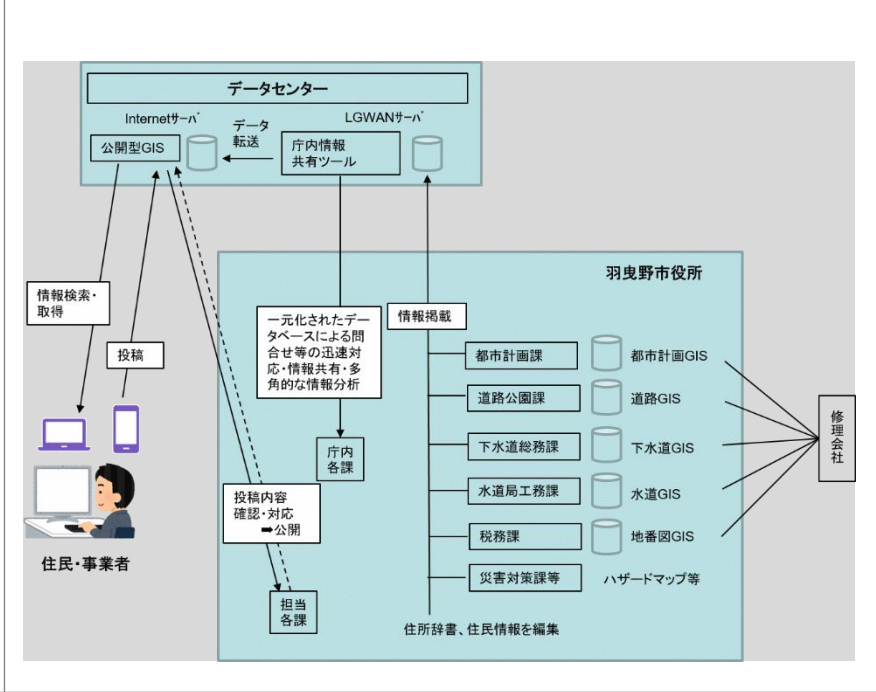 データセンター
Internetサーバ
データ
転送
LGWANサーバ
公開型GIS
庁内情報
共有ツール
羽曳野市役所
情報検索・
取得
投稿
一元化されたデー
タベースによる問
合せ等の迅速対
応・情報共有・多
角的な情報分析
情報掲載
都市計画課
都市計画GIS
道路公園課
道路GIS
下水道総務課
下水道GIS
水道局工務課
水道GIS
税務課
地番図GIS
災害対策課等
ハザードマップ等
修理会社
庁内
各課
投稿内容
確認・対応
➡公開
住民・事業者
担当
各課
住所辞書、住民情報を編集